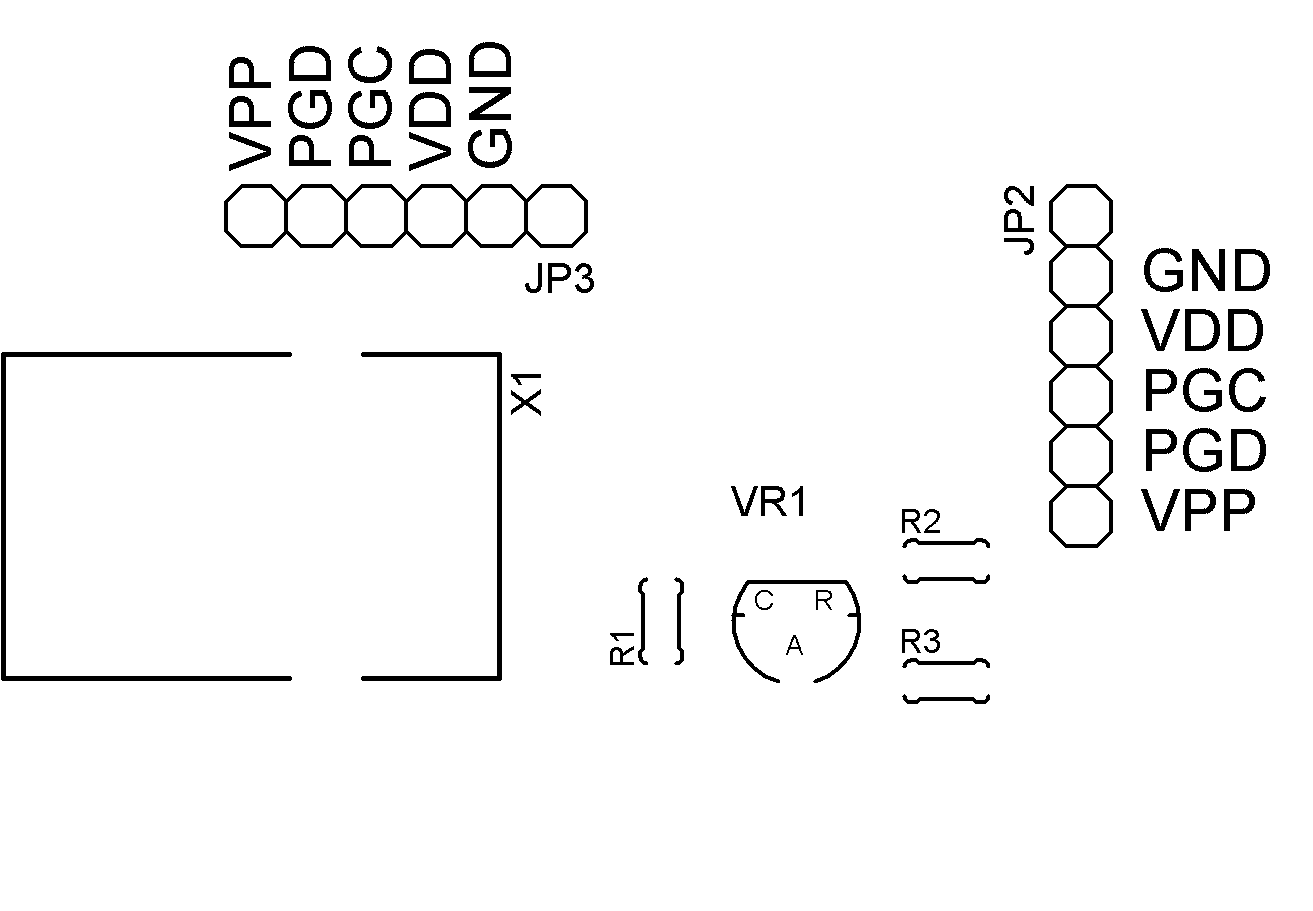 VPP
PGD
PGC
VDD
GND
JP3
JP2
GND
VDD
PGC
PGD
VPP
X1
VR1
C R
A
R1
R2
R3